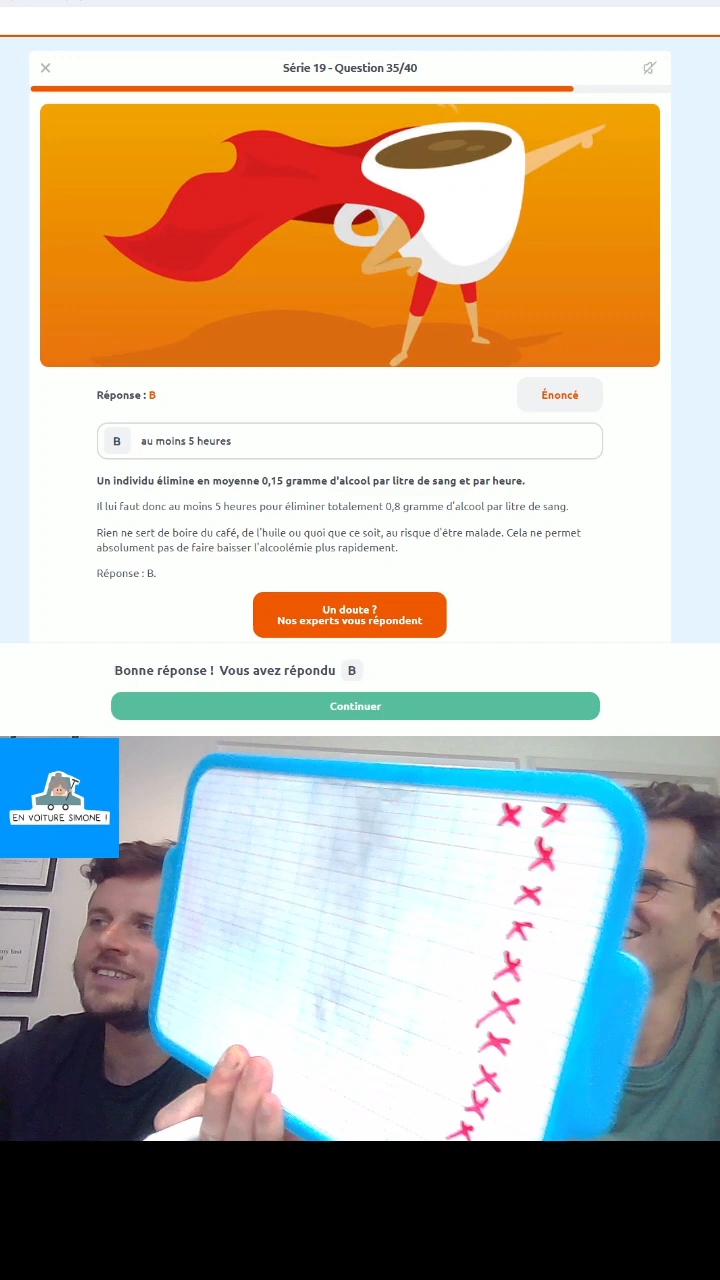 Série 19 - Question 35/40
Réponse : B
Énoncé
B au moins 5 heures
Un individu élimine en moyenne 0,15 gramme d'alcool par litre de sang et par heure.
Il lui faut donc au moins 5 heures pour éliminer totalement 0,8 gramme d'alcool par litre de sang.
Rien ne sert de boire du café, de l'huile ou quoi que ce soit, au risque d'être malade. Cela ne permet
absolument pas de faire baisser l'alcoolémie plus rapidement.
Réponse : B.
Un doute ?
Nos experts vous répondent
Bonne réponse ! Vous avez répondu B
Continuer
EN VOITURE SIMONE !
x x
x
x
x
x
x
x
x
x
x